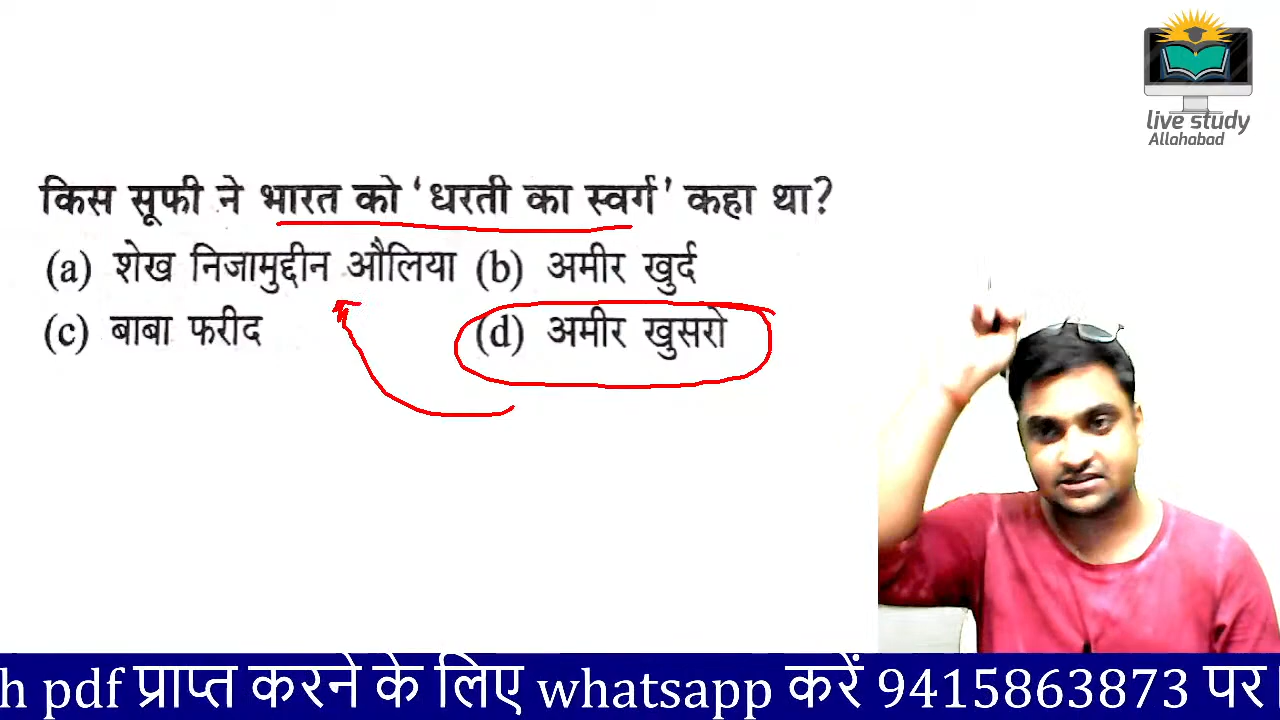 live study
Allahabad
किस सूफी ने भारत को ‘धरती का स्वर्ग’ कहा था?
(a) शेख निजामुद्दीन औलिया (b) अमीर खुर्द
(c) बाबा फरीद (d) अमीर खुसरो
h pdf प्राप्त करने के लिए whatsapp करें 9415863873 पर